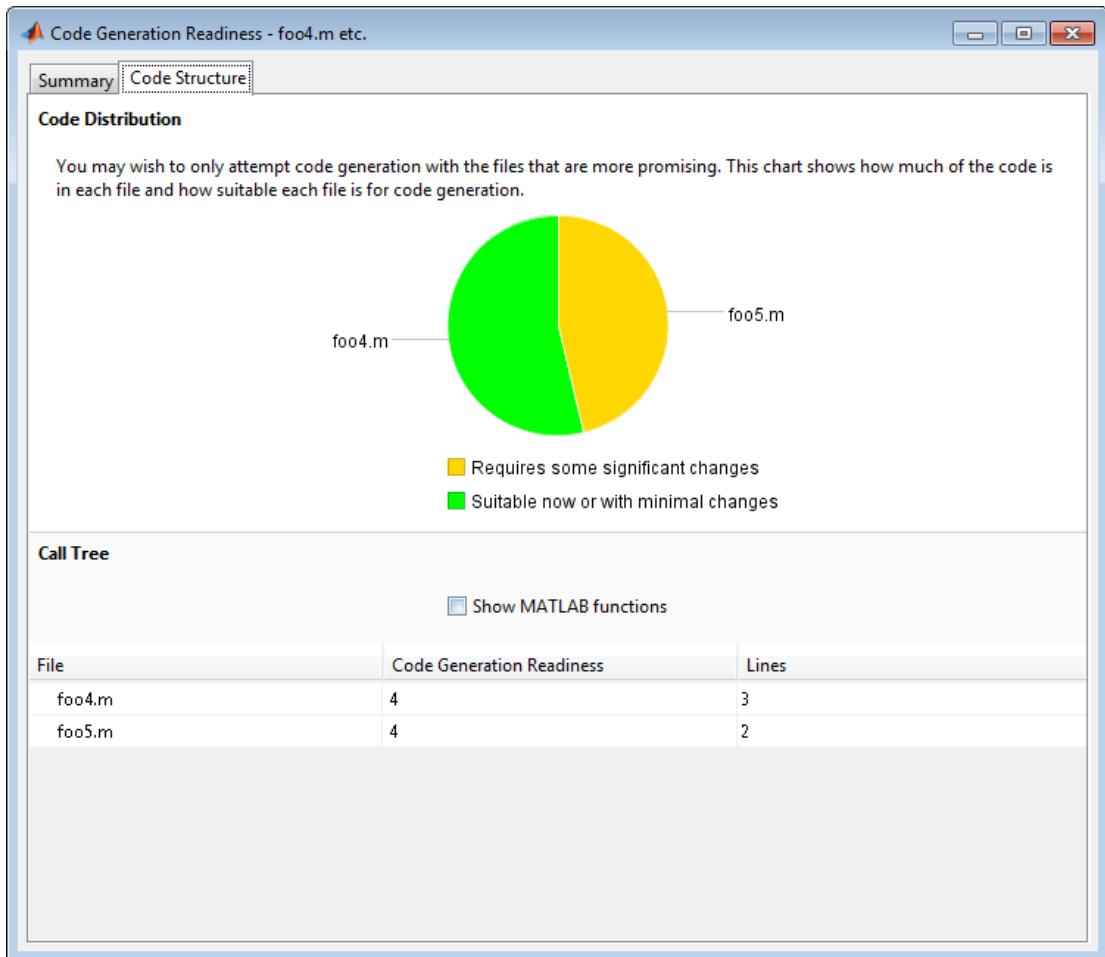 Code Generation Readiness - foo4.m etc.
Summary
Code Structure
Code Distribution
You may wish to only attempt code generation with the files that are more promising. This chart shows how much of the code is
in each file and how suitable each file is for code generation.
foo5.m
foo4.m
Requires some significant changes
Suitable now or with minimal changes
Call Tree
Show MATLAB functions
File Code Generation Readiness Lines
foo4.m 4 3
foo5.m 4 2